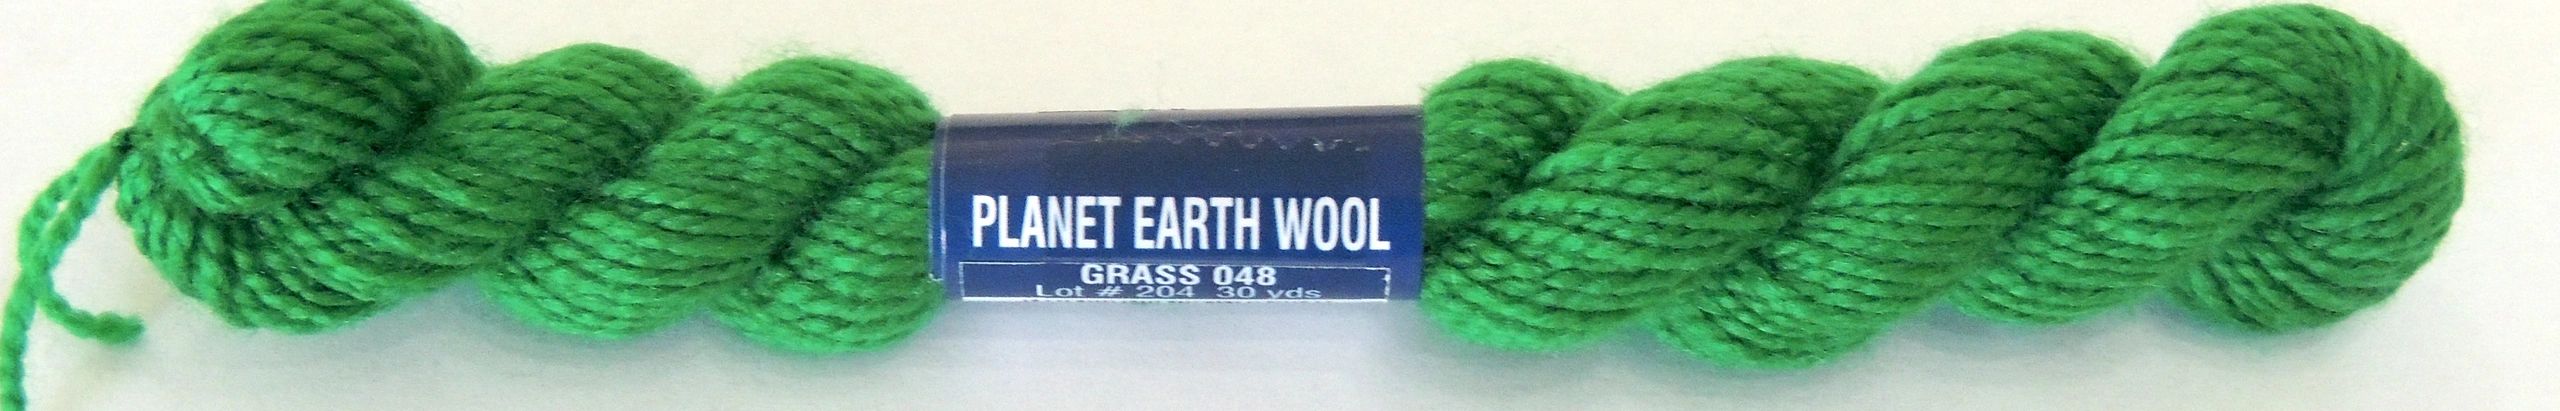 PLANET EARTH WOOL
GRASS 048
Lot # 204 30 yds